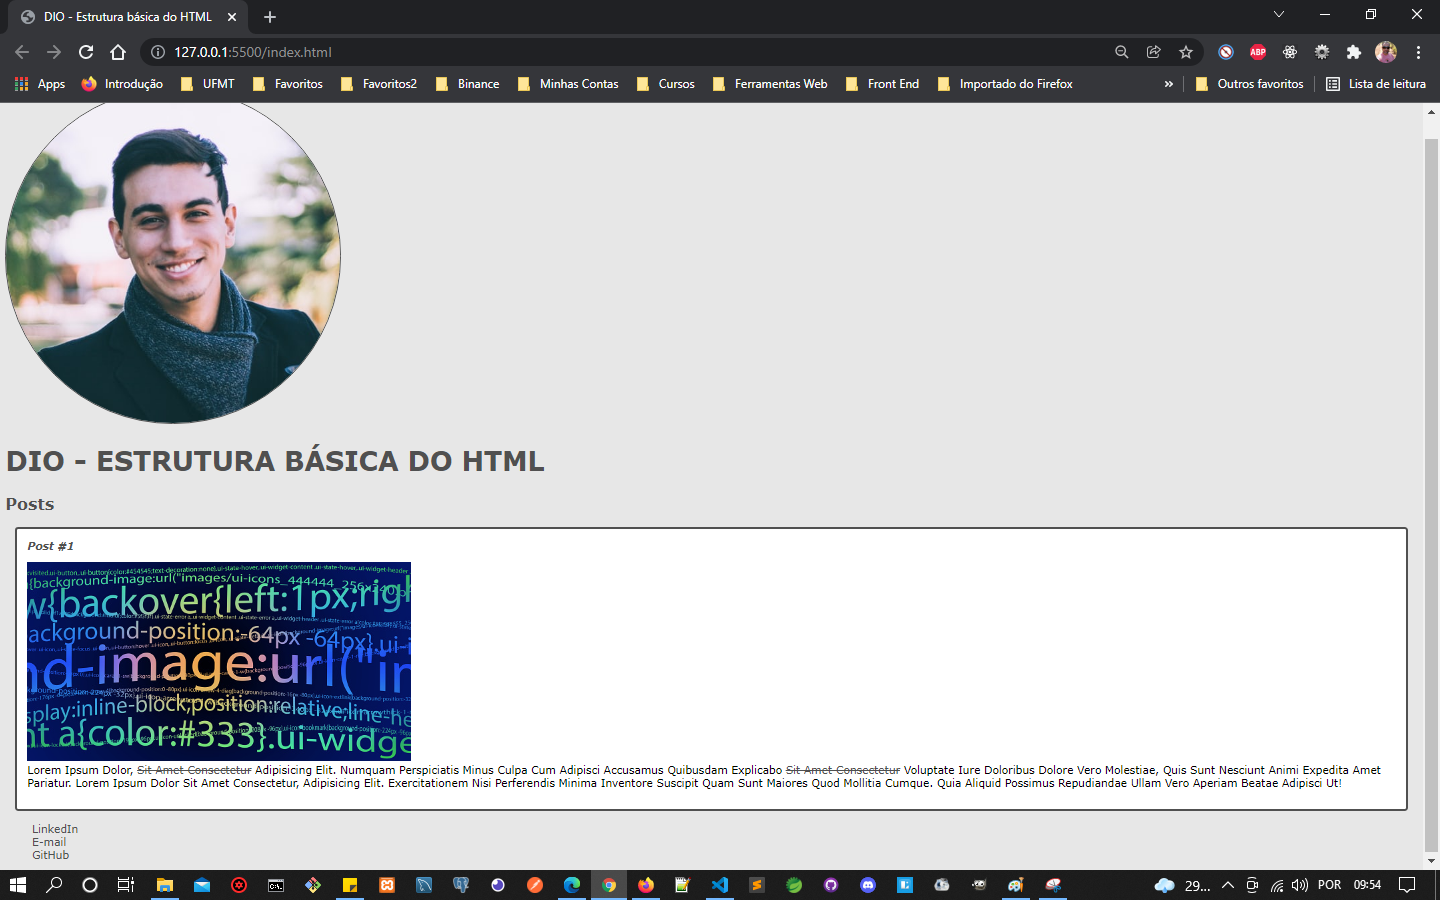 DIO - Estrutura básica do HTML
127.0.0.1:5500/index.html
ABP
Apps Introdução UFMT Favoritos Favoritos2 Binance Minhas Contas Cursos Ferramentas Web Front End Importado do Firefox » Outros favoritos Lista de leitura
DIO - ESTRUTURA BÁSICA DO HTML
Posts
Post #1
{background-image:url("images/ui-icons_444444_256x240.p
w{backover{left:1px;righ
ackground-position:-64px -64px}.ui-i
nd-image:url("im
splay:inline-block;position:relative;line-he
nt a{color:#333}.ui-widge
Lorem Ipsum Dolor, Sit Amet Consectetur Adipisicing Elit. Numquam Perspiciatis Minus Culpa Cum Adipisci Accusamus Quibusdam Explicabo Sit Amet Consectetur Voluptate Iure Doloribus Dolore Vero Molestiae, Quis Sunt Nesciunt Animi Expedita Amet
Pariatur. Lorem Ipsum Dolor Sit Amet Consectetur, Adipisicing Elit. Exercitationem Nisi Perferendis Minima Inventore Suscipit Quam Sunt Maiores Quod Mollitia Cumque. Quia Aliquid Possimus Repudiandae Ullam Vero Aperiam Beatae Adipisci Ut!
LinkedIn
E-mail
GitHub
29... POR 09:54